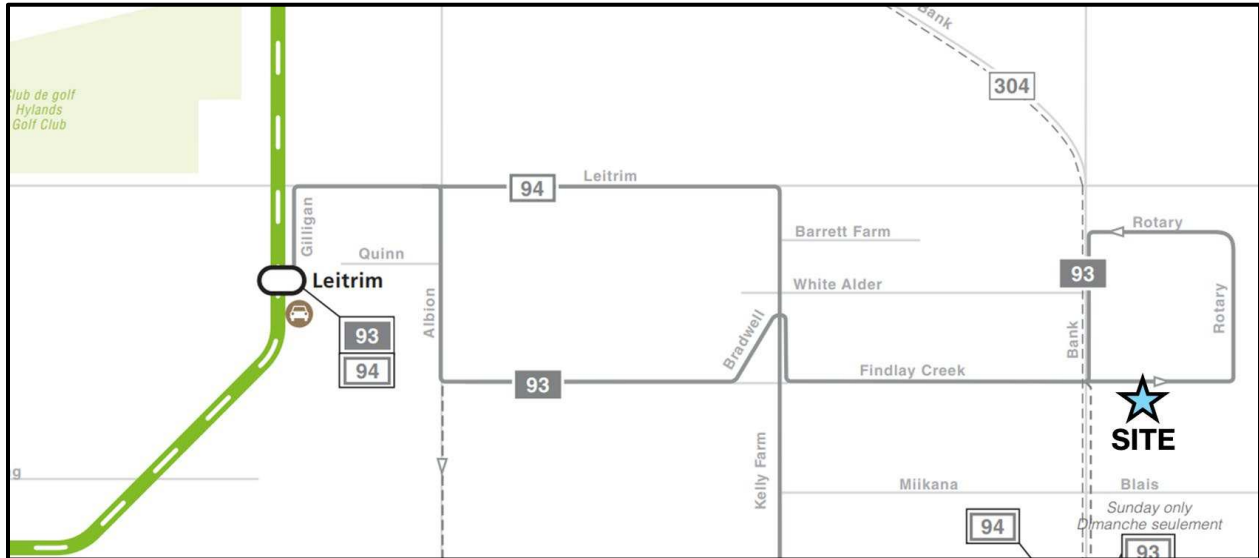 Bank
304
Club de golf
Hylands
Golf Club
Leitrim
94
Gilligan
Quinn
Barrett Farm
Rotary
Leitrim
93
White Alder
93
94
Albion
Bradwell
Bank
Rotary
93
Findlay Creek
SITE
Kelly Farm
Miikana
Blais
Sunday only
Dimanche seulement
94
93